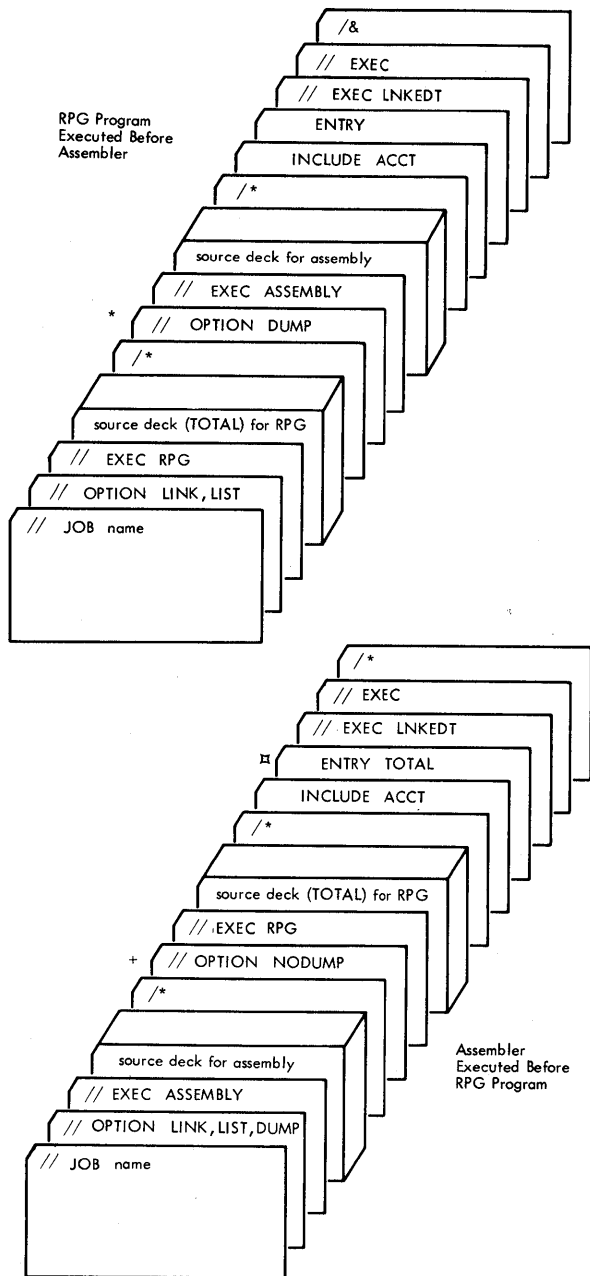 /&
// EXEC
// EXEC LNKEDT
RPG Program
Executed Before
Assembler
ENTRY
INCLUDE ACCT
/*
source deck for assembly
// EXEC ASSEMBLY
* // OPTION DUMP
/*
source deck (TOTAL) for RPG
// EXEC RPG
// OPTION LINK,LIST
// JOB name
/*
// EXEC
// EXEC LNKEDT
¤ ENTRY TOTAL
INCLUDE ACCT
/*
source deck (TOTAL) for RPG
// EXEC RPG
+ // OPTION NODUMP
/*
source deck for assembly
Assembler
Executed Before
RPG Program
// EXEC ASSEMBLY
// OPTION LINK,LIST,DUMP
// JOB name